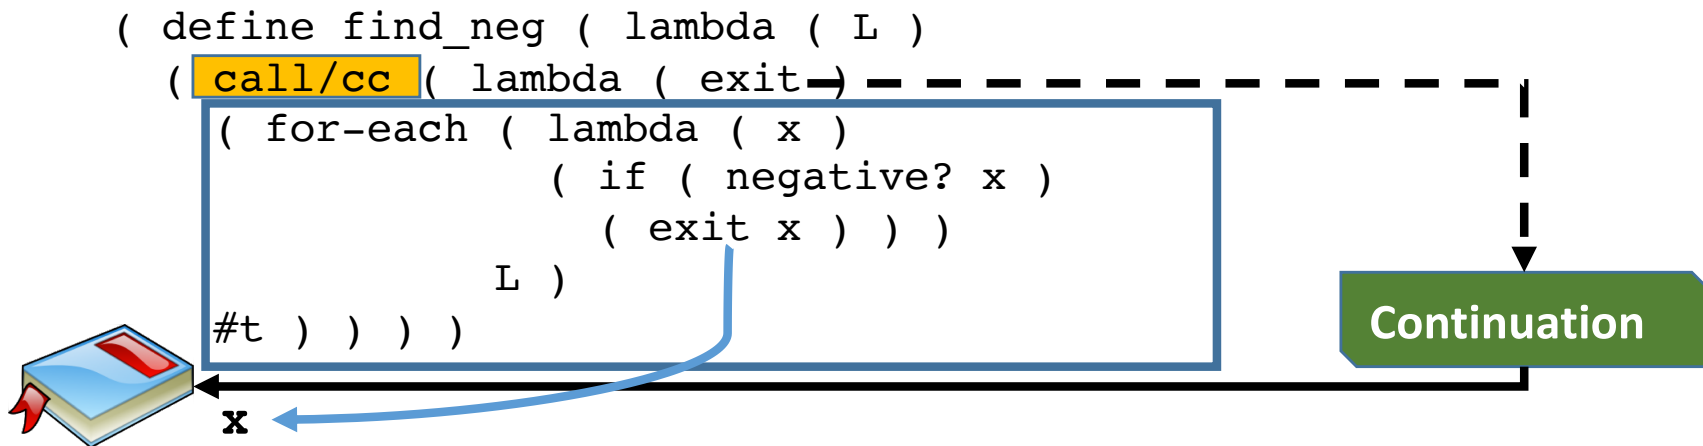 ( define find_neg ( lambda ( L )
( call/cc ( lambda ( exit )
( for-each ( lambda ( x )
( if ( negative? x )
( exit x ) ) )
L )
#t ) ) ) )
Continuation
x